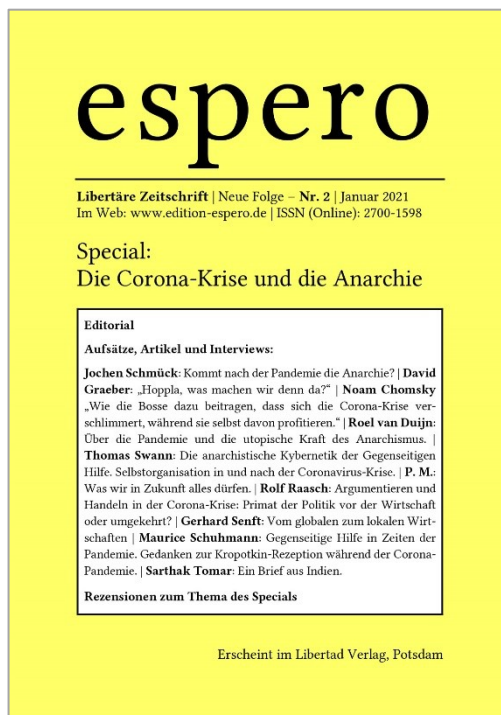 espero
Libertäre Zeitschrift | Neue Folge – Nr. 2 | Januar 2021
Im Web: www.edition-espero.de | ISSN (Online): 2700-1598
Special:
Die Corona-Krise und die Anarchie
Editorial
Aufsätze, Artikel und Interviews:
Jochen Schmück: Kommt nach der Pandemie die Anarchie? | David
Graeber: „Hoppla, was machen wir denn da?“ | Noam Chomsky
„Wie die Bosse dazu beitragen, dass sich die Corona-Krise ver-
schlimmert, während sie selbst davon profitieren.“ | Roel van Duijn:
Über die Pandemie und die utopische Kraft des Anarchismus. |
Thomas Swann: Die anarchistische Kybernetik der Gegenseitigen
Hilfe. Selbstorganisation in und nach der Coronavirus-Krise. | P. M.:
Was wir in Zukunft alles dürfen. | Rolf Raasch: Argumentieren und
Handeln in der Corona-Krise: Primat der Politik vor der Wirtschaft
oder umgekehrt? | Gerhard Senft: Vom globalen zum lokalen Wirt-
schaften | Maurice Schuhmann: Gegenseitige Hilfe in Zeiten der
Pandemie. Gedanken zur Kropotkin-Rezeption während der Corona-
Pandemie. | Sarthak Tomar: Ein Brief aus Indien.
Rezensionen zum Thema des Specials
Erscheint im Libertad Verlag, Potsdam